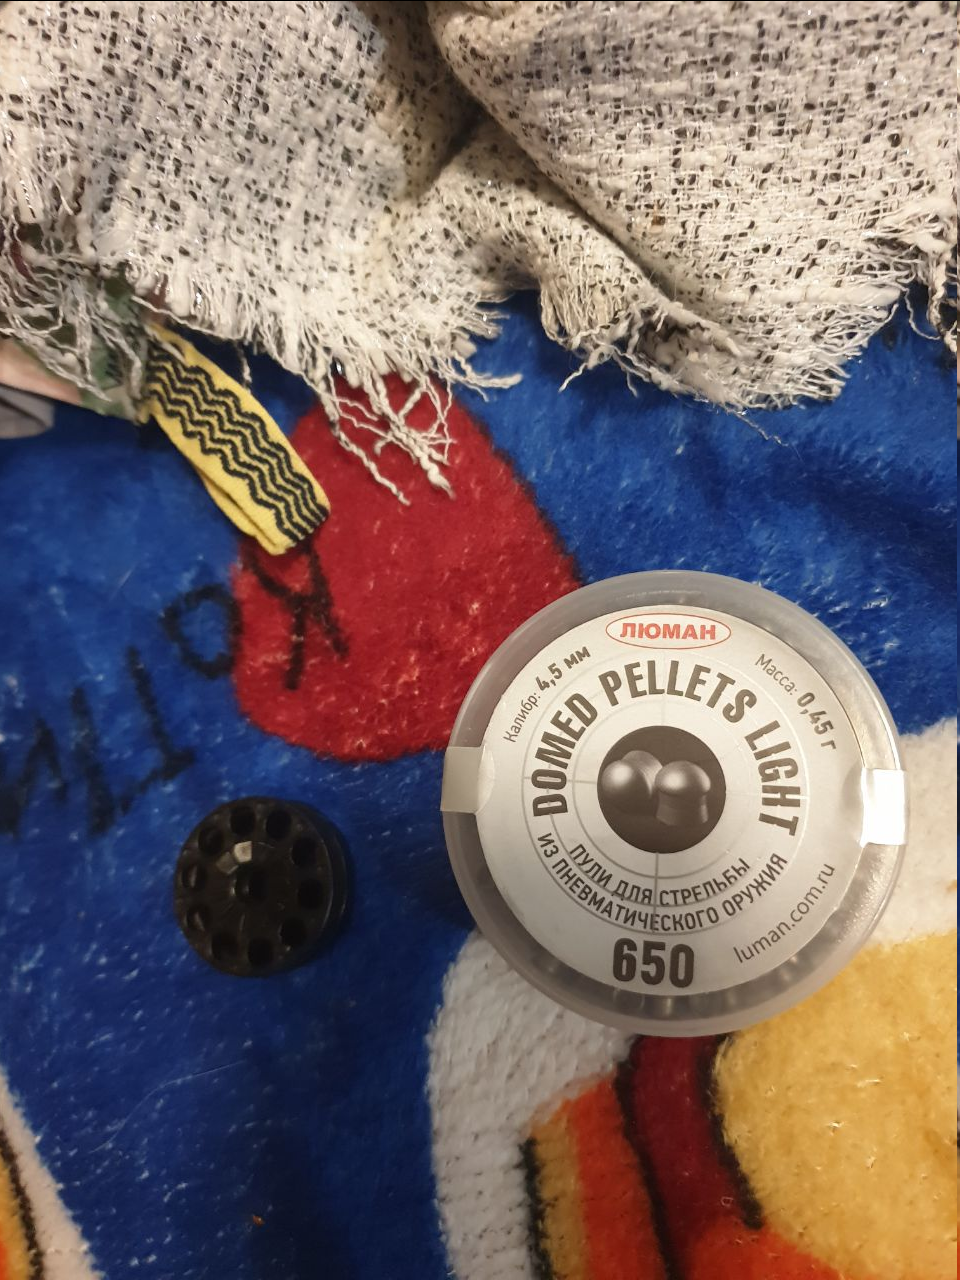 ЛЮМАН
Калибр: 4,5 мм
Масса: 0,45 г
DOMED PELLETS LIGHT
ПУЛИ ДЛЯ СТРЕЛЬБЫ
ИЗ ПНЕВМАТИЧЕСКОГО ОРУЖИЯ
650
luman.com.ru